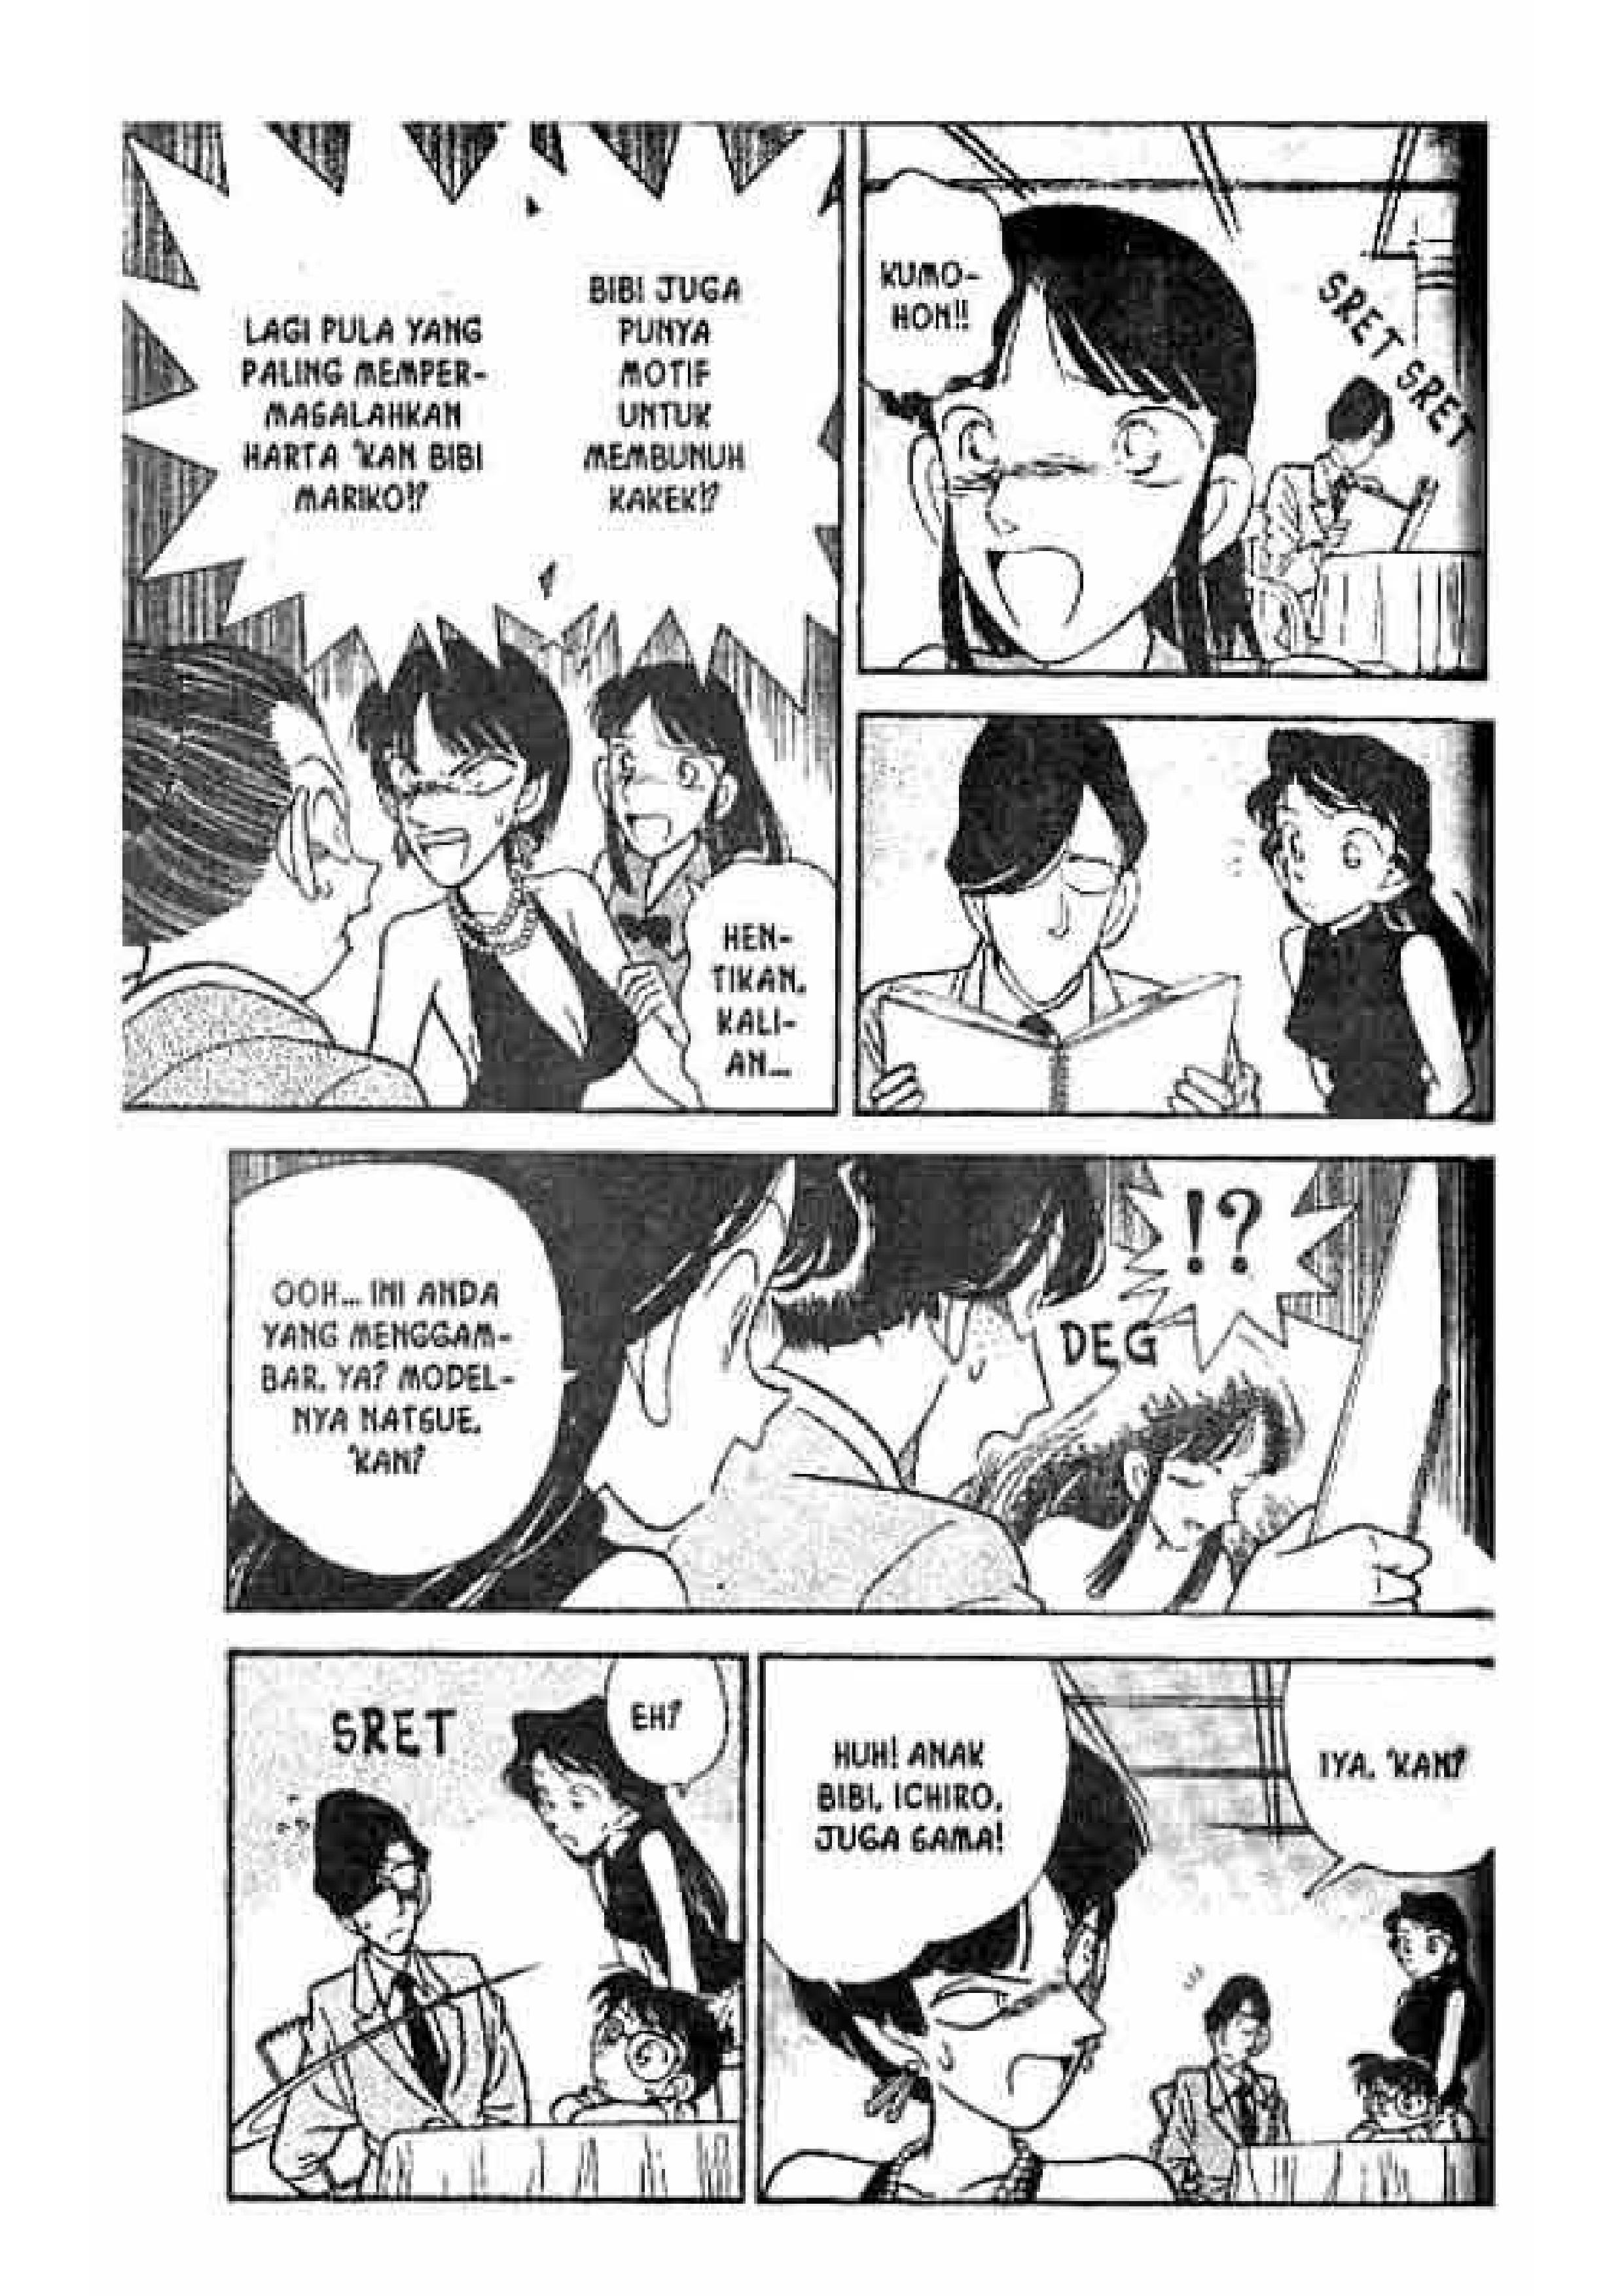 BIBI JUGA
PUNYA
MOTIF
UNTUK
MEMBUNUH
KAKEK!?
LAGI PULA YANG
PALING MEMPER-
MASALAHKAN
HARTA 'KAN BIBI
MARIKO!?
HEN-
TIKAN,
KALI-
AN...
KUMO-
HON!!
SRET SRET
!?
DEG
OOH... INI ANDA
YANG MENGGAM-
BAR, YA? MODEL-
NYA NATSUE,
'KAN?
EH?
SRET
IYA, 'KAN?
HUH! ANAK
BIBI, ICHIRO,
JUGA SAMA!